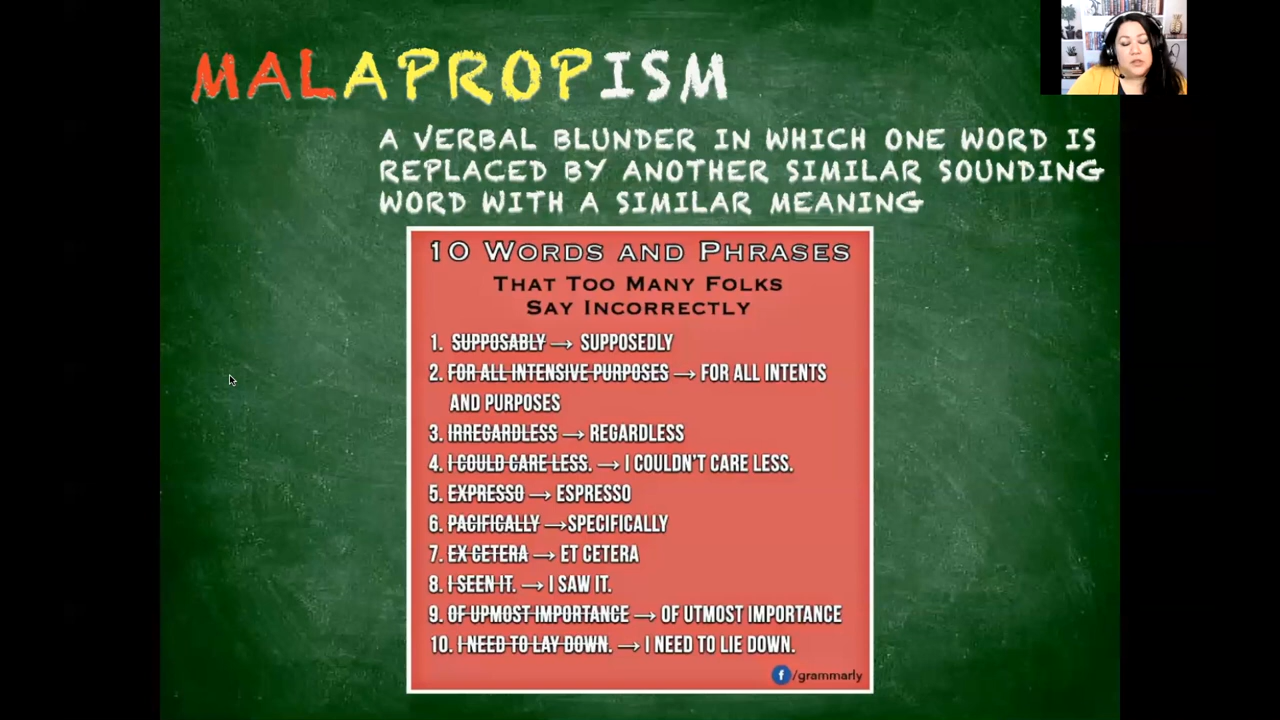 MALAPROPISM
A VERBAL BLUNDER IN WHICH ONE WORD IS
REPLACED BY ANOTHER SIMILAR SOUNDING
WORD WITH A SIMILAR MEANING
10 WORDS AND PHRASES
THAT TOO MANY FOLKS
SAY INCORRECTLY
1. SUPPOSABLY → SUPPOSEDLY
2. FOR ALL INTENSIVE PURPOSES → FOR ALL INTENTS
AND PURPOSES
3. IRREGARDLESS → REGARDLESS
4. I COULD CARE LESS. → I COULDN'T CARE LESS.
5. EXPRESSO → ESPRESSO
6. PACIFICALLY →SPECIFICALLY
7. EX CETERA → ET CETERA
8. I SEEN IT. → I SAW IT.
9. OF UPMOST IMPORTANCE → OF UTMOST IMPORTANCE
10. I NEED TO LAY DOWN. → I NEED TO LIE DOWN.
f/grammarly